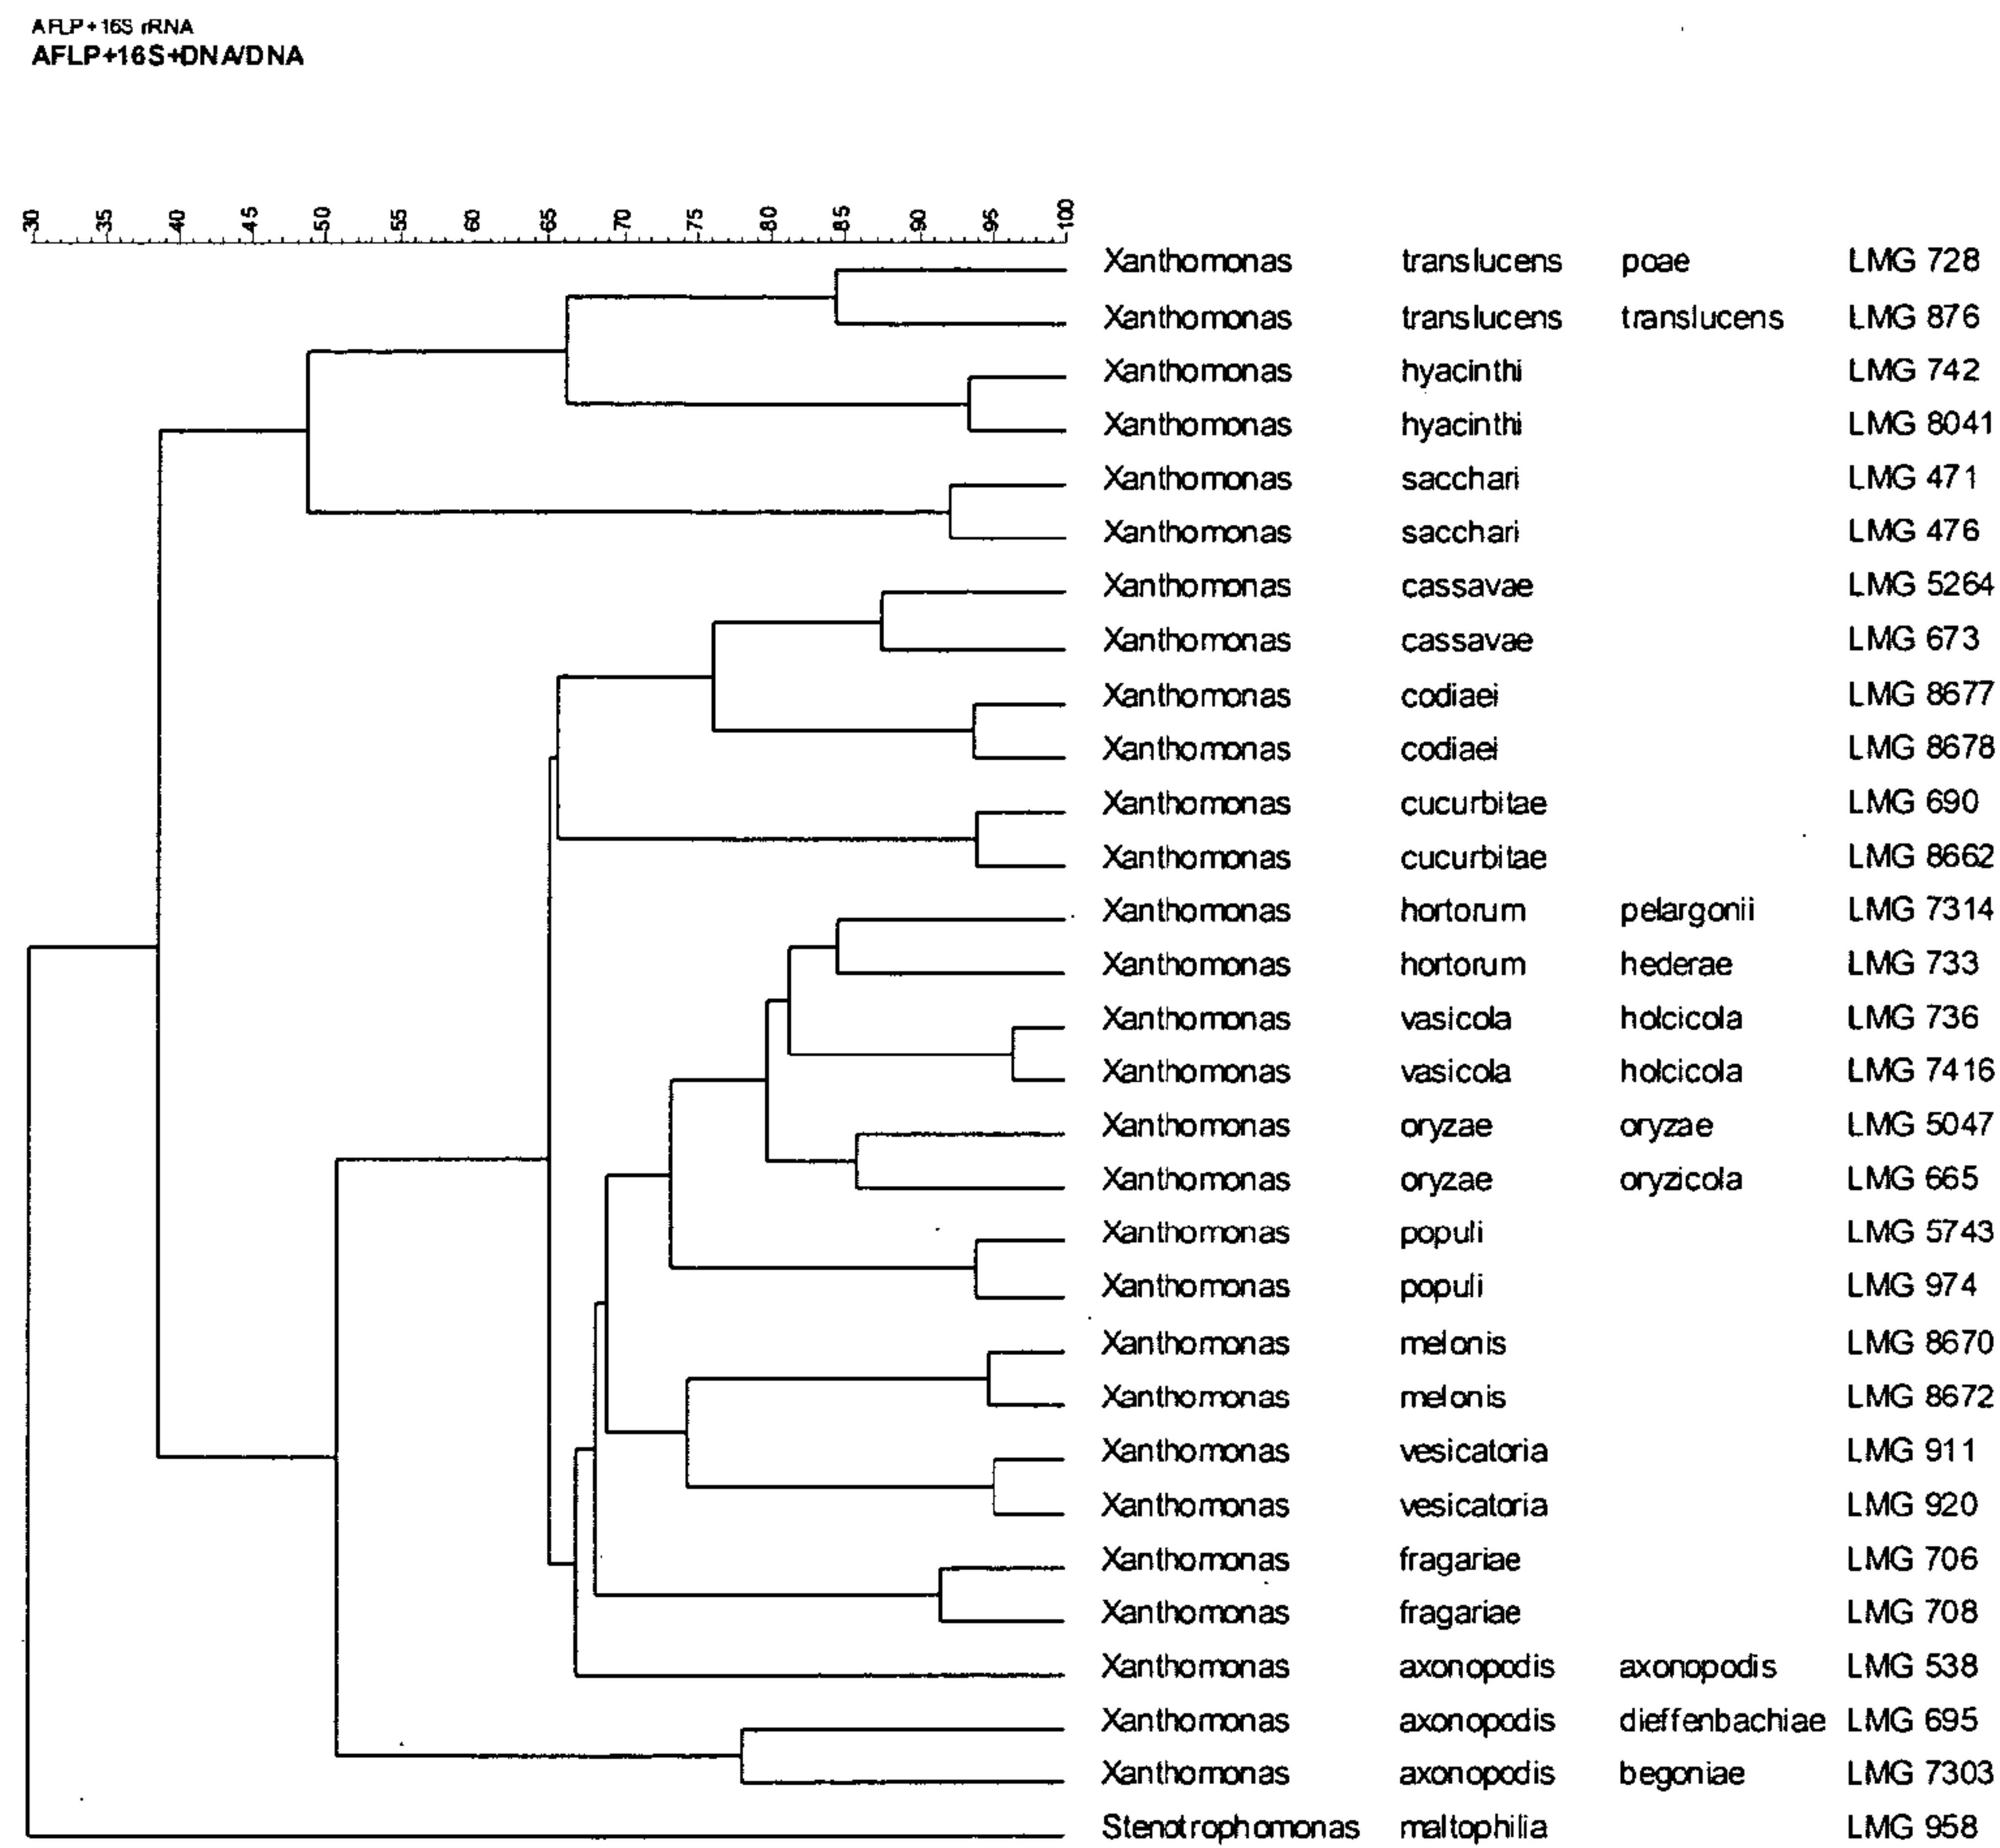 AFLP+16S rRNA
AFLP+16S+DNA/DNA
30 35 40 45 50 55 60 65 70 75 80 85 90 95 100
Xanthomonas translucens poae LMG 728
Xanthomonas translucens translucens LMG 876
Xanthomonas hyacinthi LMG 742
Xanthomonas hyacinthi LMG 8041
Xanthomonas sacchari LMG 471
Xanthomonas sacchari LMG 476
Xanthomonas cassavae LMG 5264
Xanthomonas cassavae LMG 673
Xanthomonas codiaei LMG 8677
Xanthomonas codiaei LMG 8678
Xanthomonas cucurbitae LMG 690
Xanthomonas cucurbitae LMG 8662
Xanthomonas hortorum pelargonii LMG 7314
Xanthomonas hortorum hederae LMG 733
Xanthomonas vasicola holcicola LMG 736
Xanthomonas vasicola holcicola LMG 7416
Xanthomonas oryzae oryzae LMG 5047
Xanthomonas oryzae oryzicola LMG 665
Xanthomonas populi LMG 5743
Xanthomonas populi LMG 974
Xanthomonas melonis LMG 8670
Xanthomonas melonis LMG 8672
Xanthomonas vesicatoria LMG 911
Xanthomonas vesicatoria LMG 920
Xanthomonas fragariae LMG 706
Xanthomonas fragariae LMG 708
Xanthomonas axonopodis axonopodis LMG 538
Xanthomonas axonopodis dieffenbachiae LMG 695
Xanthomonas axonopodis begoniae LMG 7303
Stenotrophomonas maltophilia LMG 958